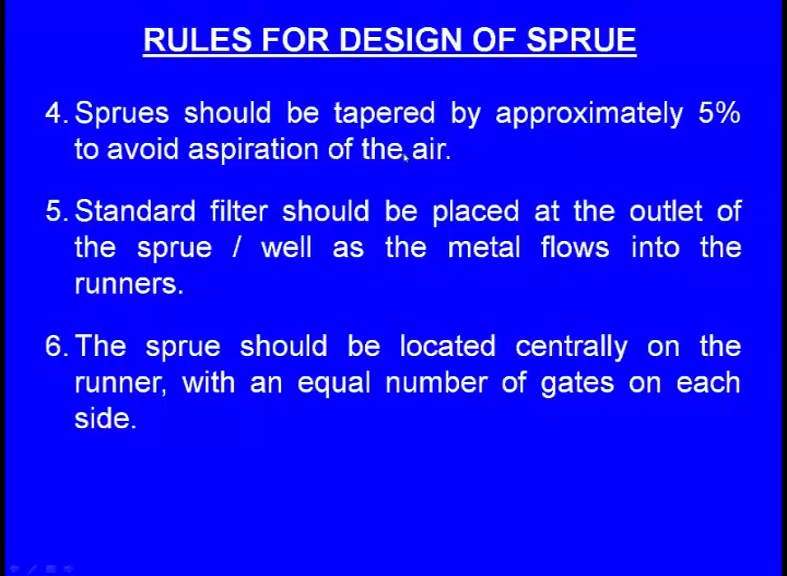 RULES FOR DESIGN OF SPRUE
4. Sprues should be tapered by approximately 5%
to avoid aspiration of the air.
5. Standard filter should be placed at the outlet of
the sprue / well as the metal flows into the
runners.
6. The sprue should be located centrally on the
runner, with an equal number of gates on each
side.